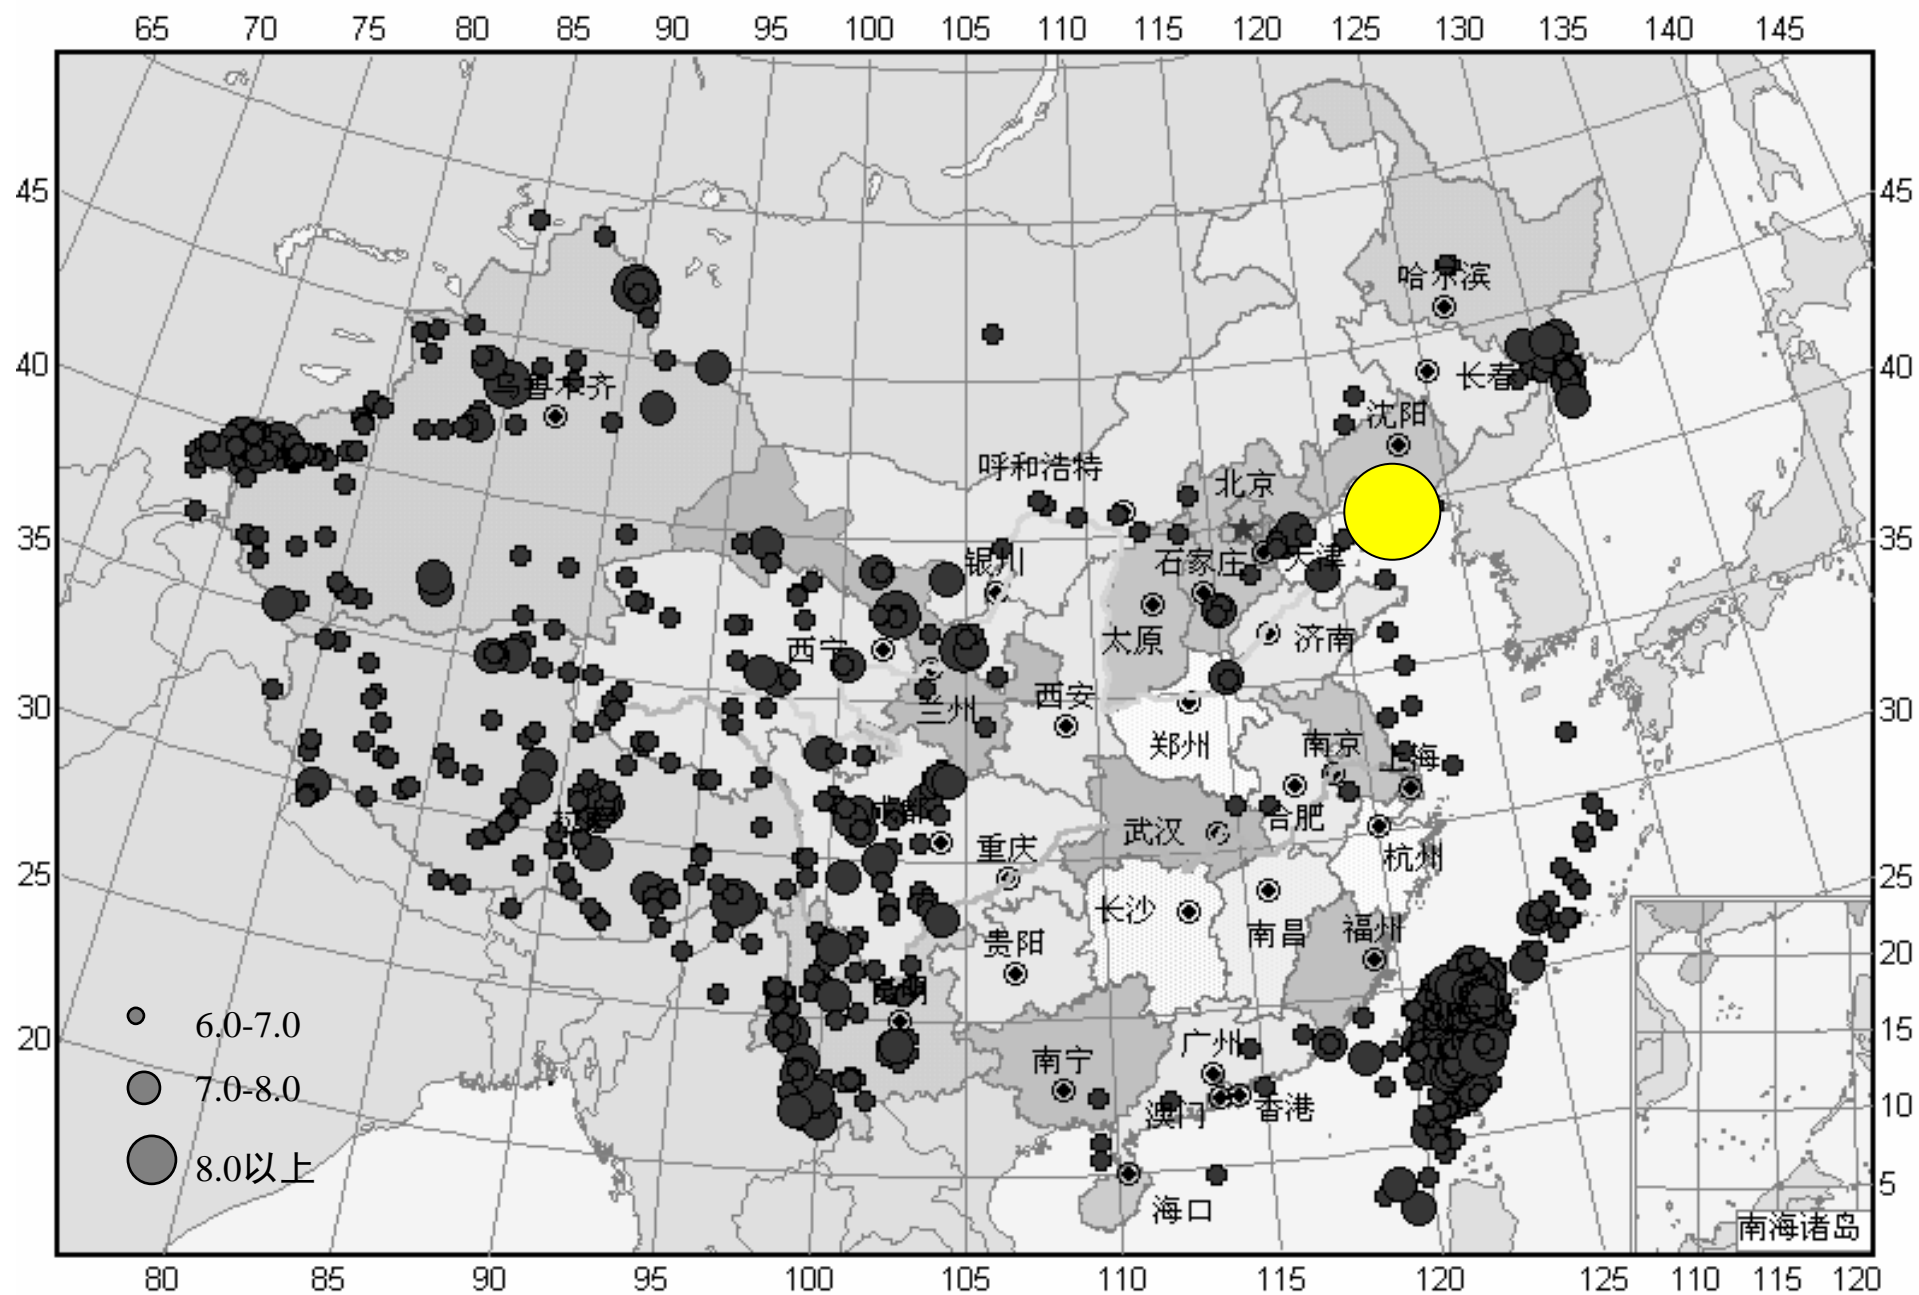 65 70 75 80 85 90 95 100 105 110 115 120 125 130 135 140 145
45 45
哈尔滨
40 40
乌鲁木齐 长春
沈阳
呼和浩特 北京
35 35
银川 石家庄 天津
西宁 太原 济南
30 30
兰州 西安
郑州 南京 上海
成都 合肥
重庆 武汉 杭州
25 25
长沙
贵阳 南昌 福州
20
昆明
6.0-7.0 15
20 南宁 广州
7.0-8.0
澳门 香港 10
8.0以上 5
海口 南海诸岛
80 85 90 95 100 105 110 115 120 125 110 115 120